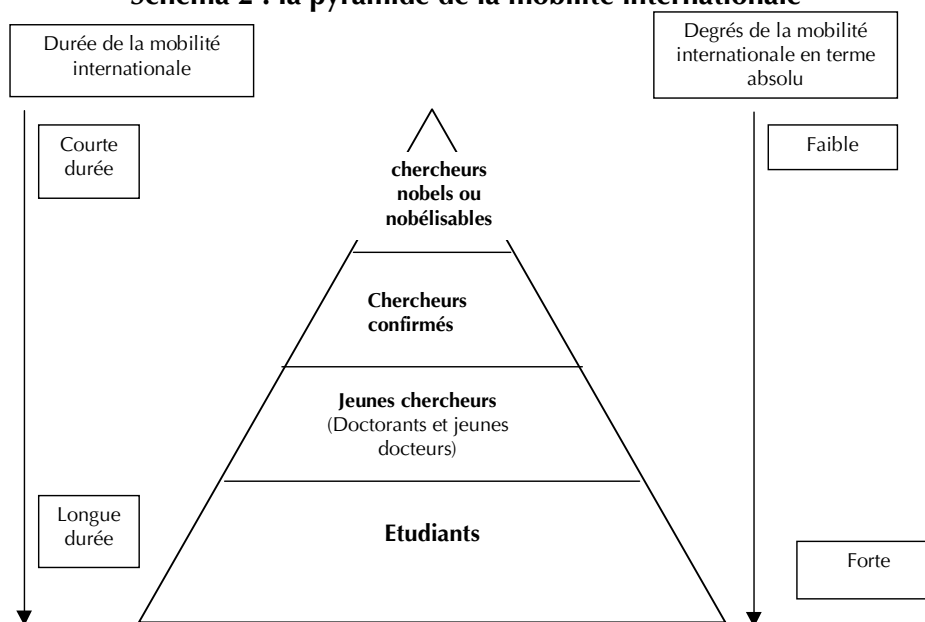 Schéma 2 : la pyramide de la mobilité internationale
Durée de la mobilité
internationale
Degrés de la mobilité
internationale en terme
absolu
Courte
durée
Faible
chercheurs
nobels ou
nobélisables
Chercheurs
confirmés
Jeunes chercheurs
(Doctorants et jeunes
docteurs)
Longue
durée
Etudiants
Forte